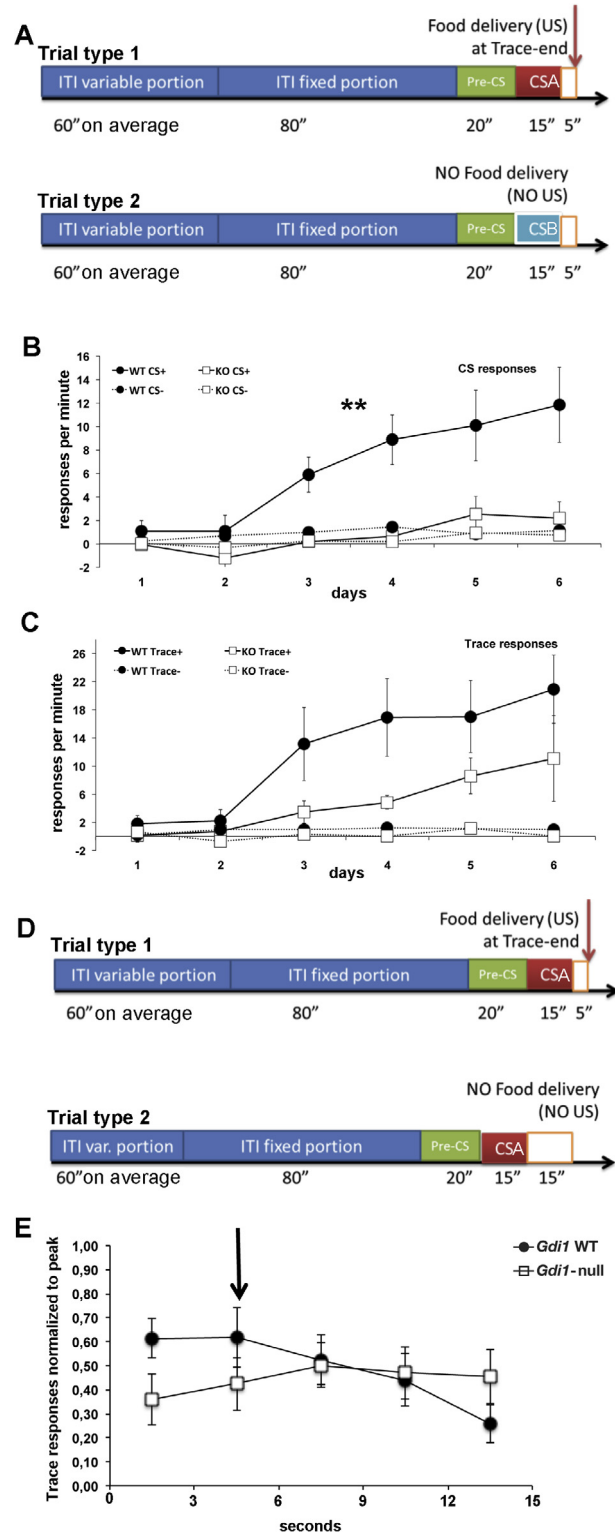 A
Food delivery (US)
at Trace-end
Trial type 1
ITI variable portion ITI fixed portion Pre-CS CSA
60” on average 80” 20” 15” 5”
NO Food delivery
(NO US)
Trial type 2
ITI variable portion ITI fixed portion Pre-CS CSB
60” on average 80” 20” 15” 5”
B
WT CS+ KO CS+
WT CS- KO CS-
CS responses
**
responses per minute
16
14
12
10
8
6
4
2
0
-2
1 2 3 4 5 6
days
C
WT Trace+ KO Trace+
WT Trace- KO Trace-
Trace responses
responses per minute
26
22
18
14
10
6
2
-2
1 2 3 4 5 6
days
D
Food delivery (US)
at Trace-end
Trial type 1
ITI variable portion ITI fixed portion Pre-CS CSA
60” on average 80” 20” 15” 5”
NO Food delivery
(NO US)
Trial type 2
ITI var. portion ITI fixed portion Pre-CS CSA
60” on average 80” 20” 15” 15”
E
Gdi1 WT
Gdi1-null
Trace responses normalized to peak
1,00
0,90
0,80
0,70
0,60
0,50
0,40
0,30
0,20
0,10
0,00
0 3 6 9 12 15
seconds